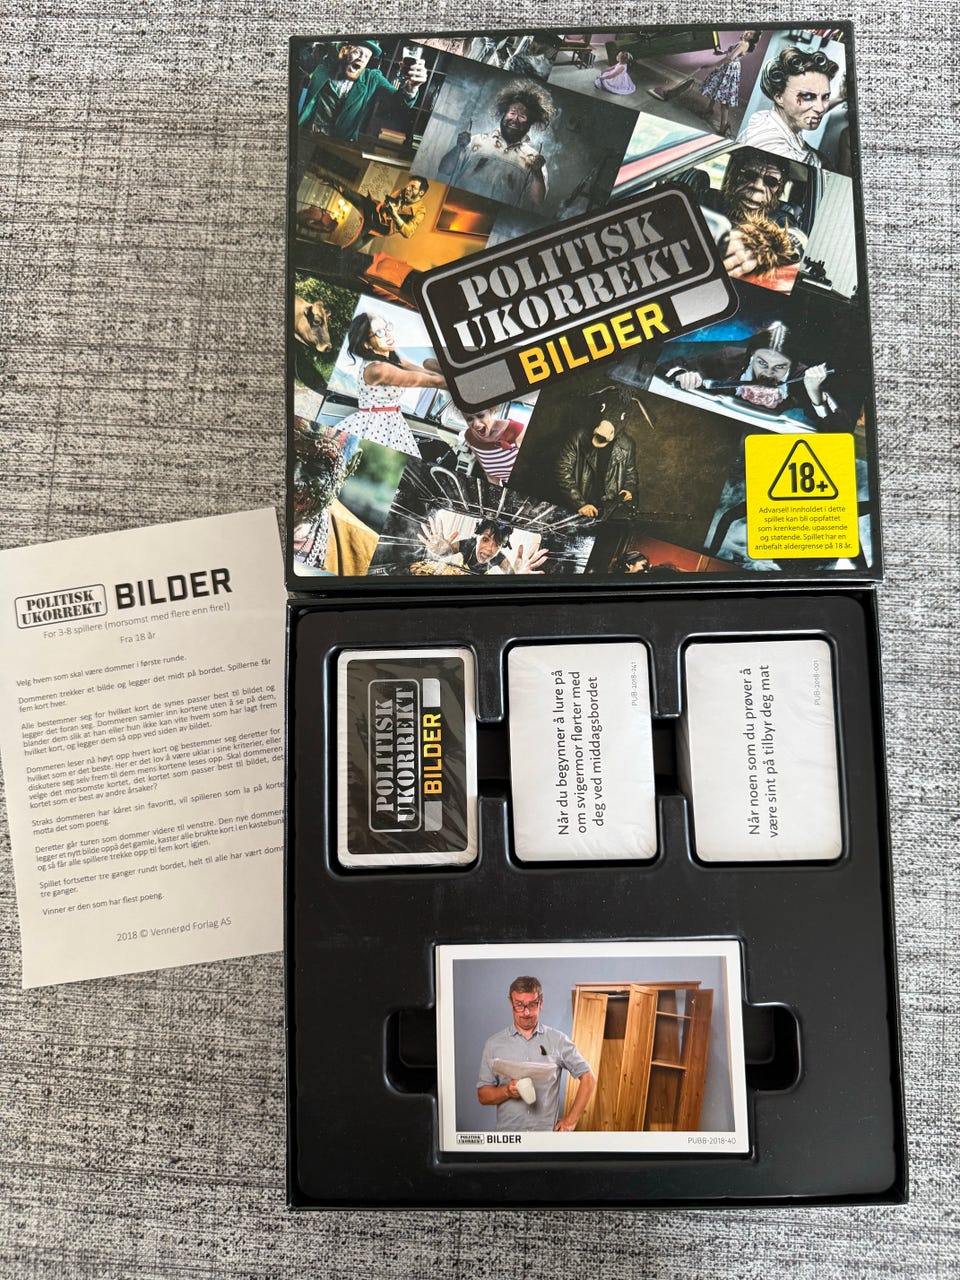 POLITISK
UKORREKT
BILDER
18+
Advarsel! Innholdet i dette
spillet kan bli oppfattet
som krenkende, upassende
og støtende. Spillet har en
anbefalt aldergrense på 18 år.
POLITISK
UKORREKT
BILDER
For 3-8 spillere (morsomst med flere enn fire!)
Fra 18 år
Velg hvem som skal være dommer i første runde.
Dommeren trekker et bilde og legger det midt på bordet. Spillerne får
fem kort hver.
Alle bestemmer seg for hvilket kort de synes passer best til bildet og
legger det foran seg. Dommeren samler inn kortene uten å se på dem,
blander dem slik at han eller hun ikke kan vite hvem som har lagt frem
hvilket kort, og legger dem så opp ved siden av bildet.
Dommeren leser nå høyt opp hvert kort og bestemmer seg deretter for
hvilket som er det beste. Her er det lov å være uklar i sine kriterier, eller
diskutere seg selv frem til dem mens kortene leses opp. Skal dommeren
velge det morsomste kortet, det kortet som passer best til bildet, det
kortet som er best av andre årsaker?
Straks dommeren har kåret sin favoritt, vil spilleren som la på kortet
motta det som poeng.
Deretter går turen som dommer videre til venstre. Den nye dommeren
legger et nytt bilde oppå det gamle, kaster alle brukte kort i en kastebunke
og så får alle spillere trekke opp til fem kort igjen.
Spillet fortsetter tre ganger rundt bordet, helt til alle har vært dommer
tre ganger.
Vinner er den som har flest poeng.
2018 © Vennerød Forlag AS
POLITISK
UKORREKT
BILDER
Når du begynner å lure på
om svigermor flørter med
deg ved middagsbordet
PUB-2018-241
Når noen som du prøver å
være sint på tilbyr deg mat
PUB-2018-001
POLITISK
UKORREKT
BILDER
PUBB-2018-40